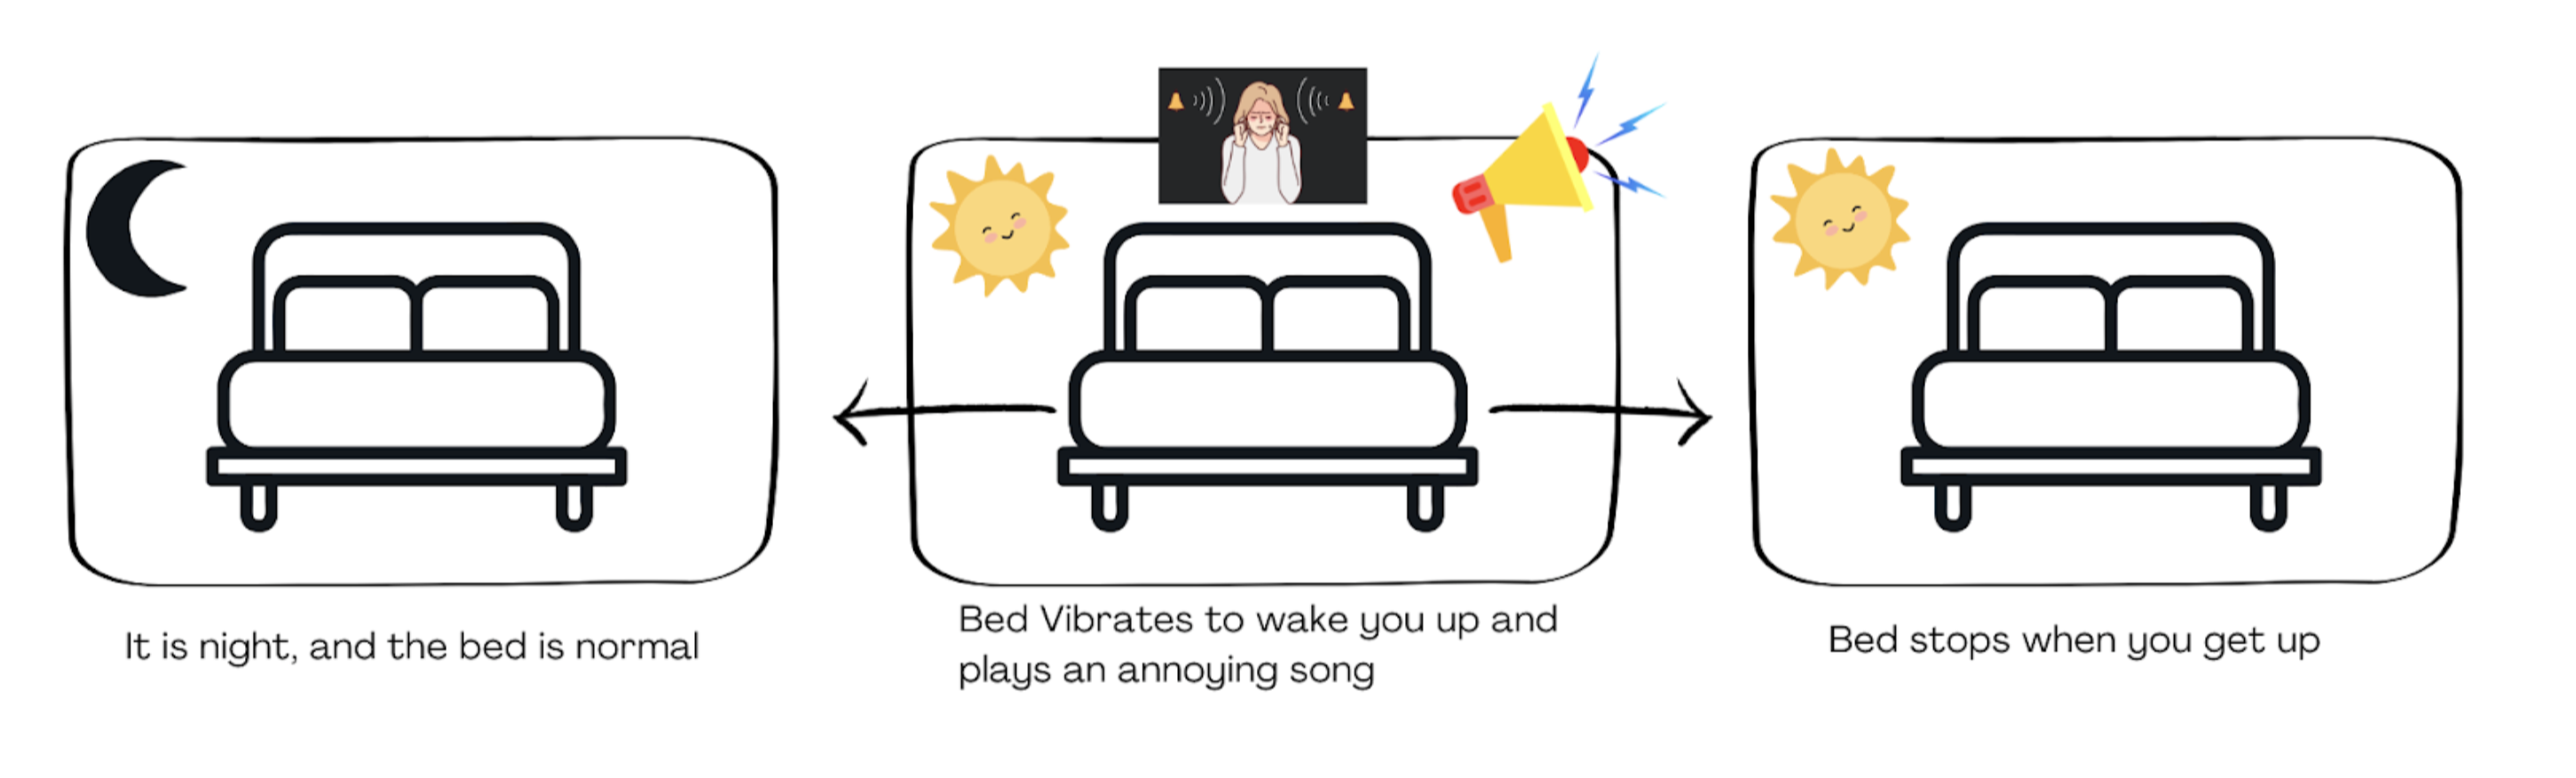 It is night, and the bed is normal
Bed Vibrates to wake you up and
plays an annoying song
Bed stops when you get up